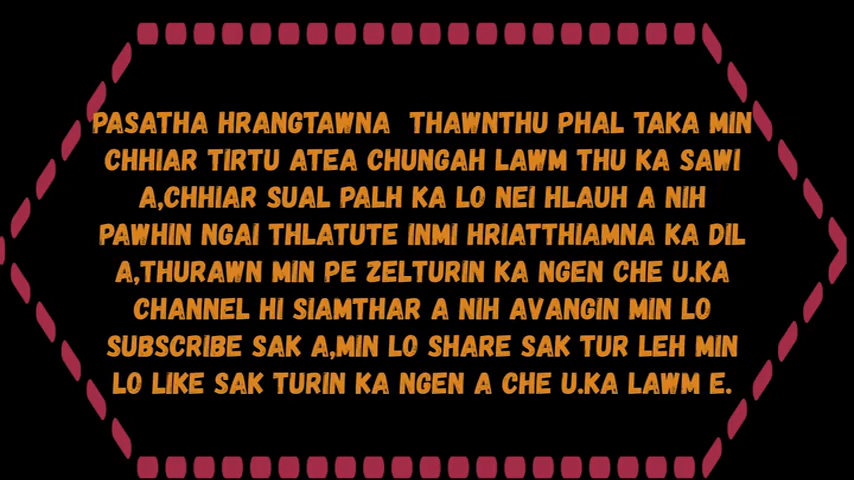 PASATHA HRANGTAWNA THAWNTHU PHAL TAKA MIN
CHHIAR TIRTU ATEA CHUNGAH LAWM THU KA SAWI
A,CHHIAR SUAL PALH KA LO NEI HLAUH A NIH
PAWHIN NGAI THLATUTE INMI HRIATTHIAMNA KA DIL
A,THURAWN MIN PE ZELTURIN KA NGEN CHE U.KA
CHANNEL HI SIAMTHAR A NIH AVANGIN MIN LO
SUBSCRIBE SAK A,MIN LO SHARE SAK TUR LEH MIN
LO LIKE SAK TURIN KA NGEN A CHE U.KA LAWM E.